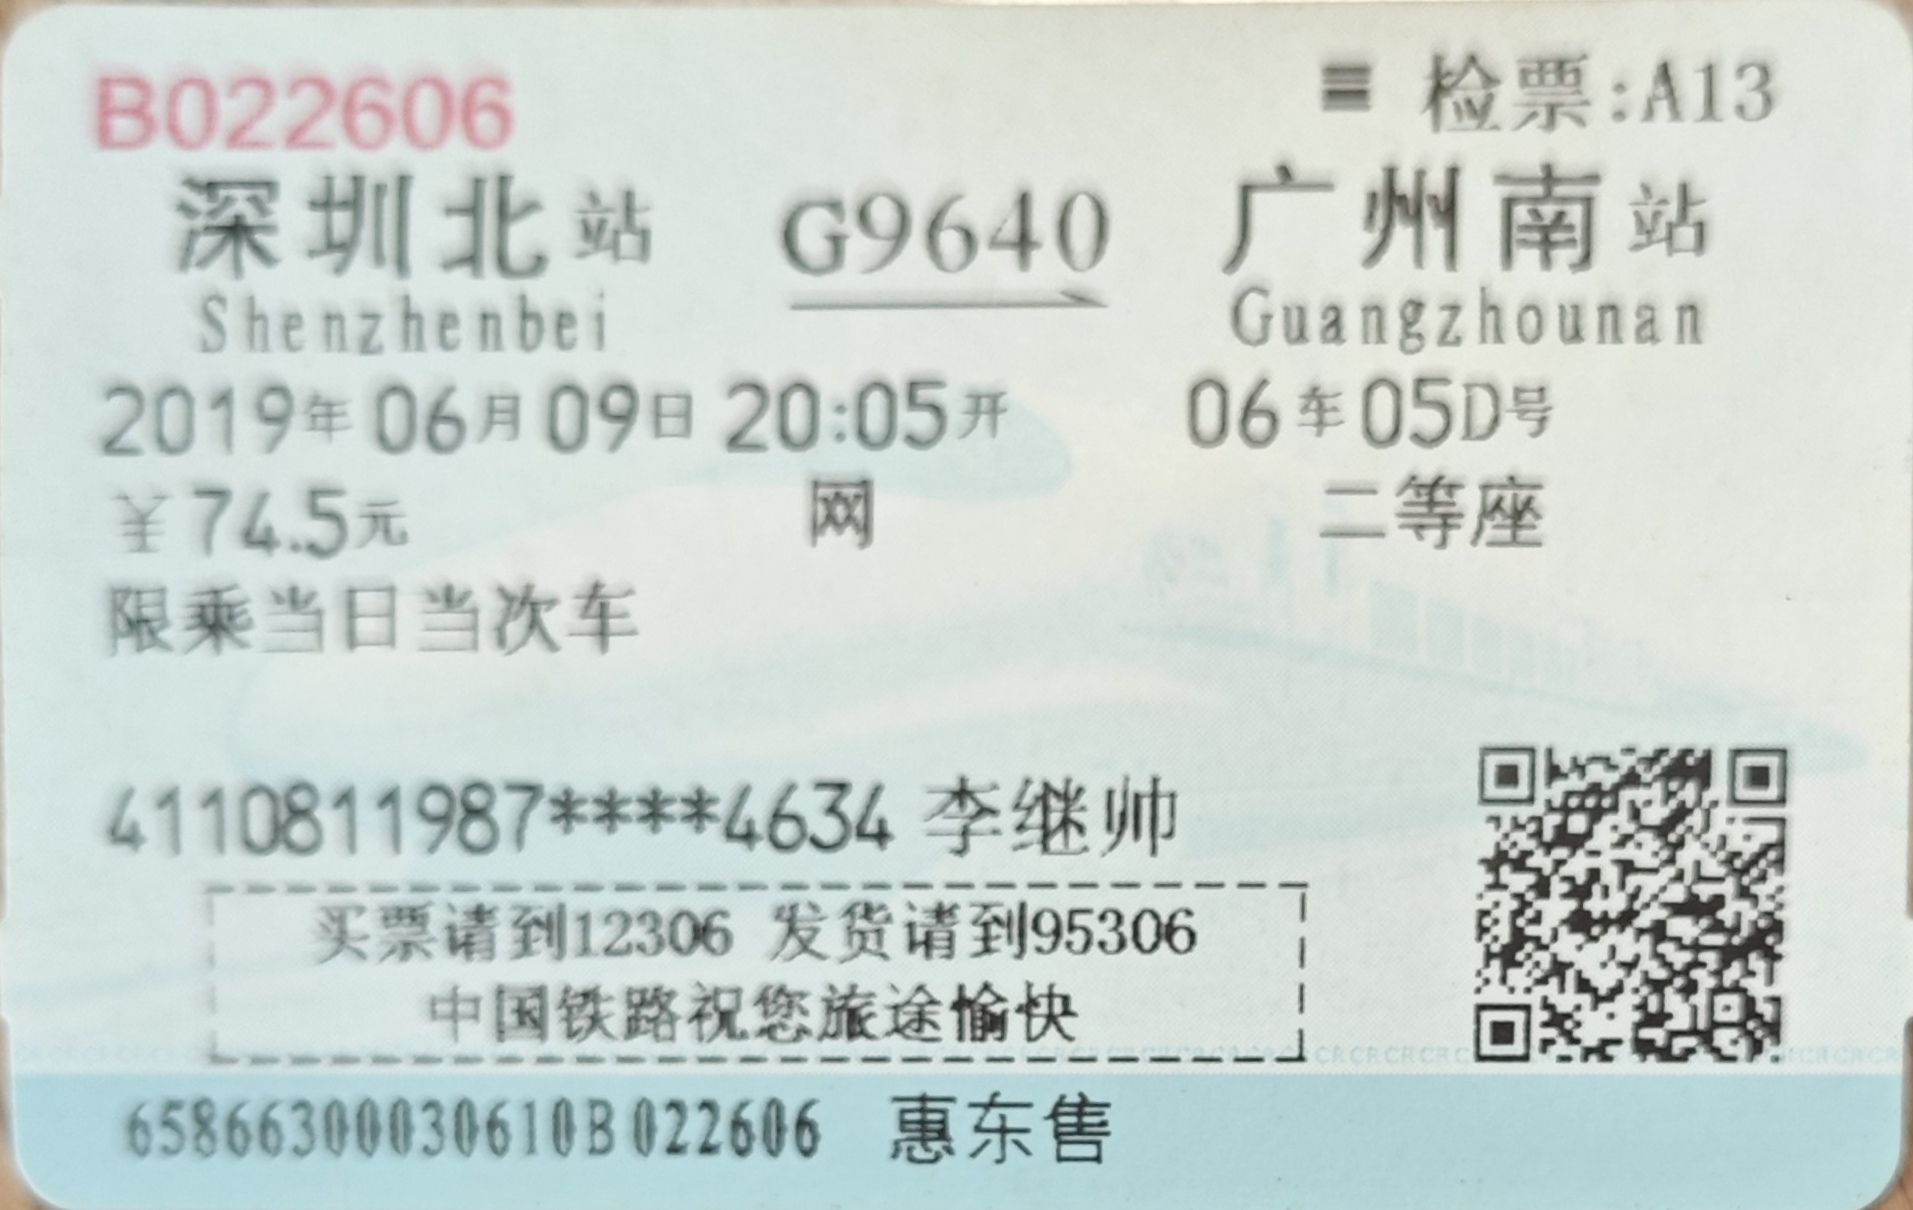 B022606 检票:A13
深圳北站 G9640 广州南站
Shenzhenbei Guangzhounan
2019年06月09日20:05开 06车05D号
￥74.5元 网 二等座
限乘当日当次车
4110811987****4634 李继帅
买票请到12306 发货请到95306
中国铁路祝您旅途愉快
65866300030610B022606 惠东售